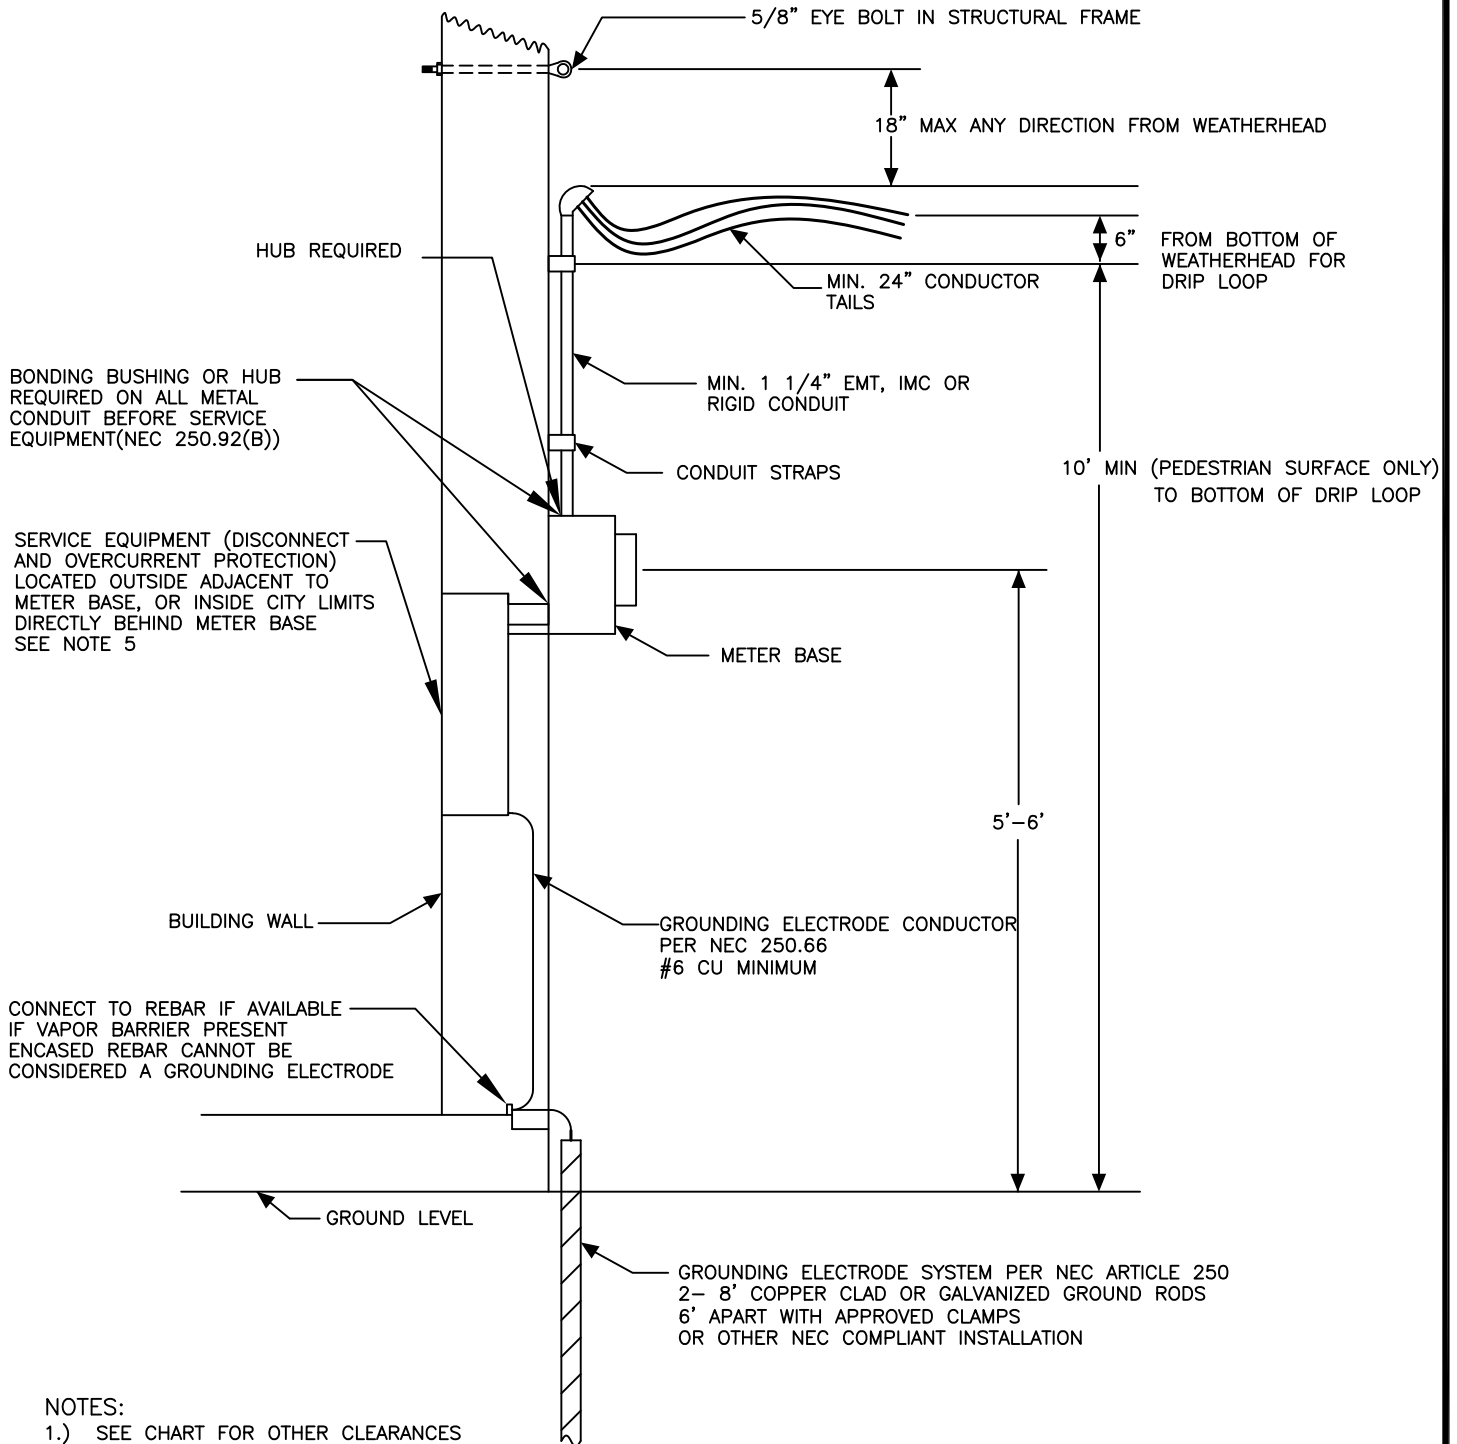 5/8" EYE BOLT IN STRUCTURAL FRAME
18" MAX ANY DIRECTION FROM WEATHERHEAD
HUB REQUIRED
6" FROM BOTTOM OF
WEATHERHEAD FOR
DRIP LOOP
MIN. 24" CONDUCTOR
TAILS
BONDING BUSHING OR HUB
REQUIRED ON ALL METAL
CONDUIT BEFORE SERVICE
EQUIPMENT(NEC 250.92(B))
MIN. 1 1/4" EMT, IMC OR
RIGID CONDUIT
CONDUIT STRAPS
10' MIN (PEDESTRIAN SURFACE ONLY)
TO BOTTOM OF DRIP LOOP
SERVICE EQUIPMENT (DISCONNECT
AND OVERCURRENT PROTECTION)
LOCATED OUTSIDE ADJACENT TO
METER BASE, OR INSIDE CITY LIMITS
DIRECTLY BEHIND METER BASE
SEE NOTE 5
METER BASE
5'-6'
BUILDING WALL
GROUNDING ELECTRODE CONDUCTOR
PER NEC 250.66
#6 CU MINIMUM
CONNECT TO REBAR IF AVAILABLE
IF VAPOR BARRIER PRESENT
ENCASED REBAR CANNOT BE
CONSIDERED A GROUNDING ELECTRODE
GROUND LEVEL
GROUNDING ELECTRODE SYSTEM PER NEC ARTICLE 250
2- 8' COPPER CLAD OR GALVANIZED GROUND RODS
6' APART WITH APPROVED CLAMPS
OR OTHER NEC COMPLIANT INSTALLATION
NOTES:
1.) SEE CHART FOR OTHER CLEARANCES